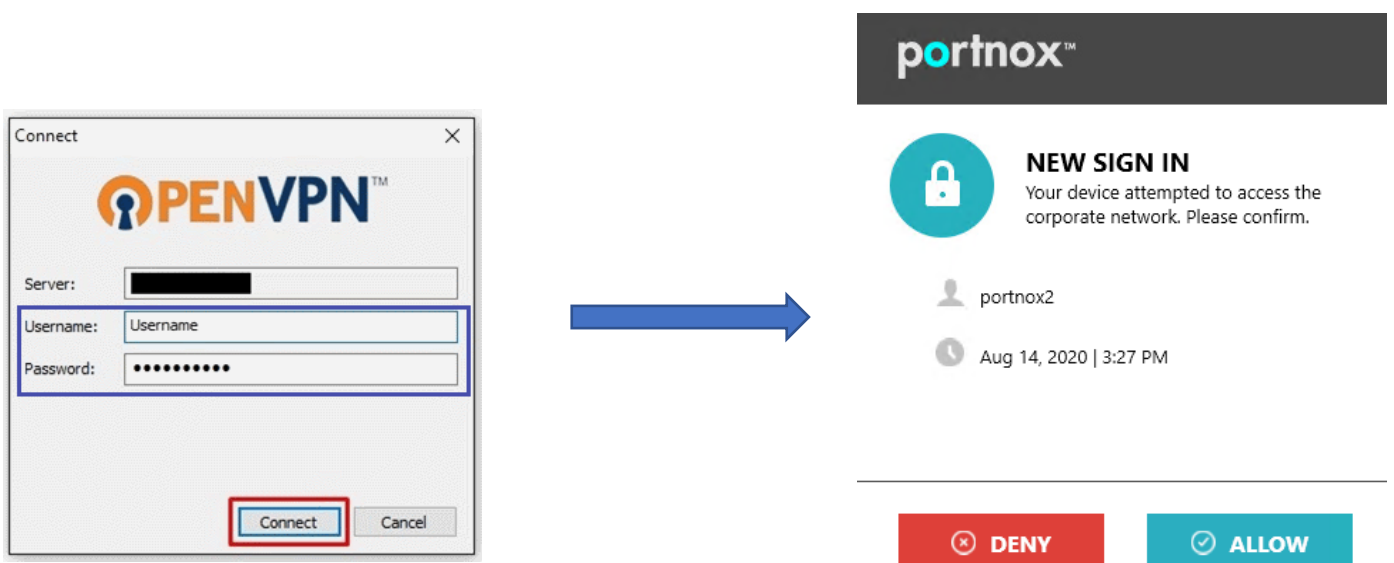 Connect
OPENVPN™
Server:
Username: Username
Password: ••••••••••
Connect Cancel
portnox™
NEW SIGN IN
Your device attempted to access the
corporate network. Please confirm.
portnox2
Aug 14, 2020 | 3:27 PM
DENY ALLOW